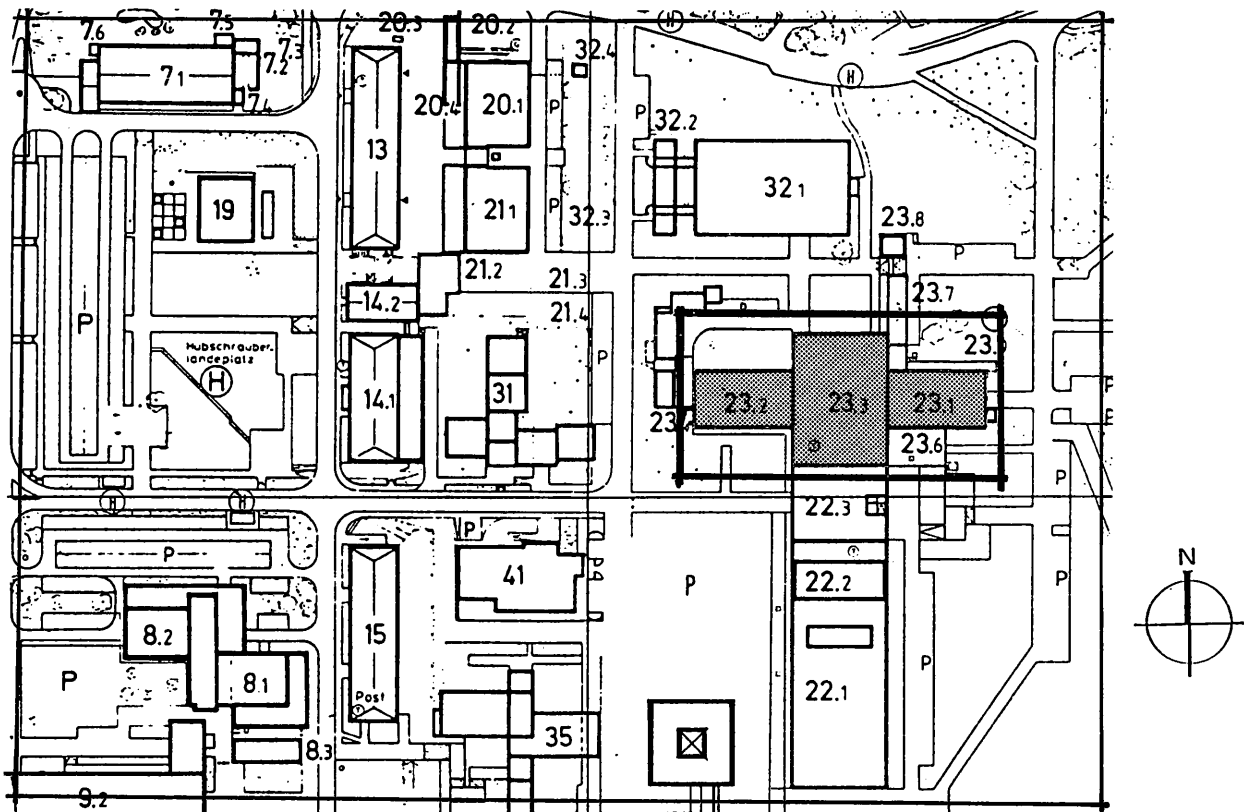 7.6
7.5
7.3
7.2
7.1
7.4
20.3
20.2
32.4
H
H
20.4
20.1
P
P
P
13
32.2
32.1
19
21.1
P
32.3
23.8
P
21.2
21.3
23.7
14.2
21.4
P
P
P
Hubschrauber-
landeplatz
H
23.
P
14.1
31
23.2
23.3
23.1
P
P
23.
23.6
P
H
H
22.3
P
P
41
P
22.2
P
N
8.2
15
P
8.1
P
22.1
Post
35
8.3
9.2